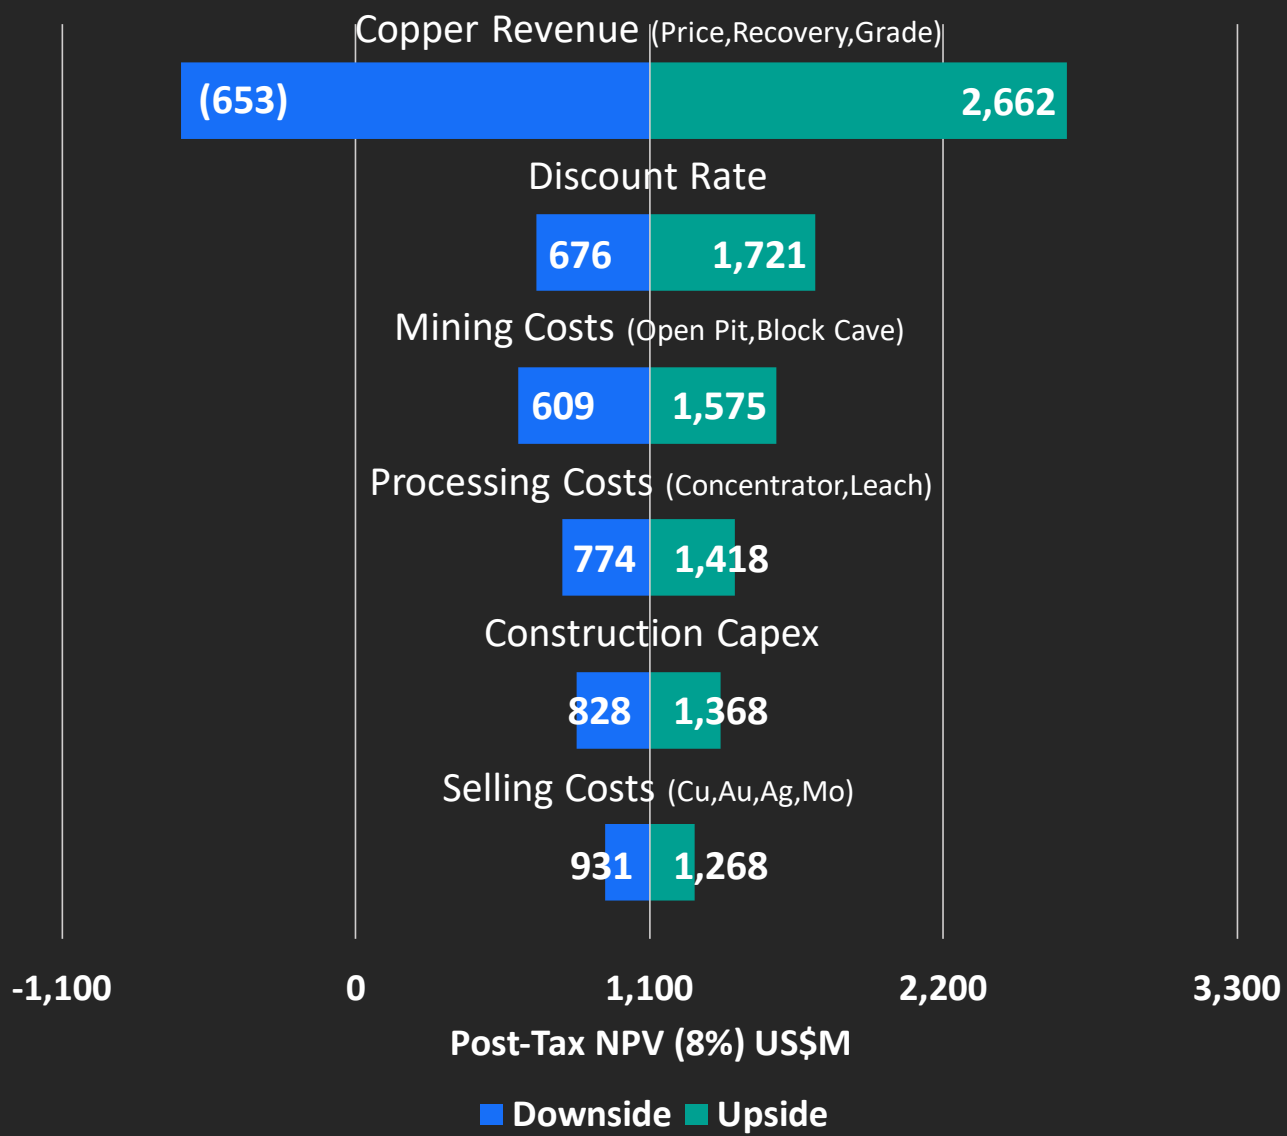 Copper Revenue (Price,Recovery,Grade)
(653) 2,662
Discount Rate
676 1,721
Mining Costs (Open Pit,Block Cave)
609 1,575
Processing Costs (Concentrator,Leach)
774 1,418
Construction Capex
828 1,368
Selling Costs (Cu,Au,Ag,Mo)
931 1,268
-1,100 0 1,100 2,200 3,300
Post-Tax NPV (8%) US$M
Downside Upside